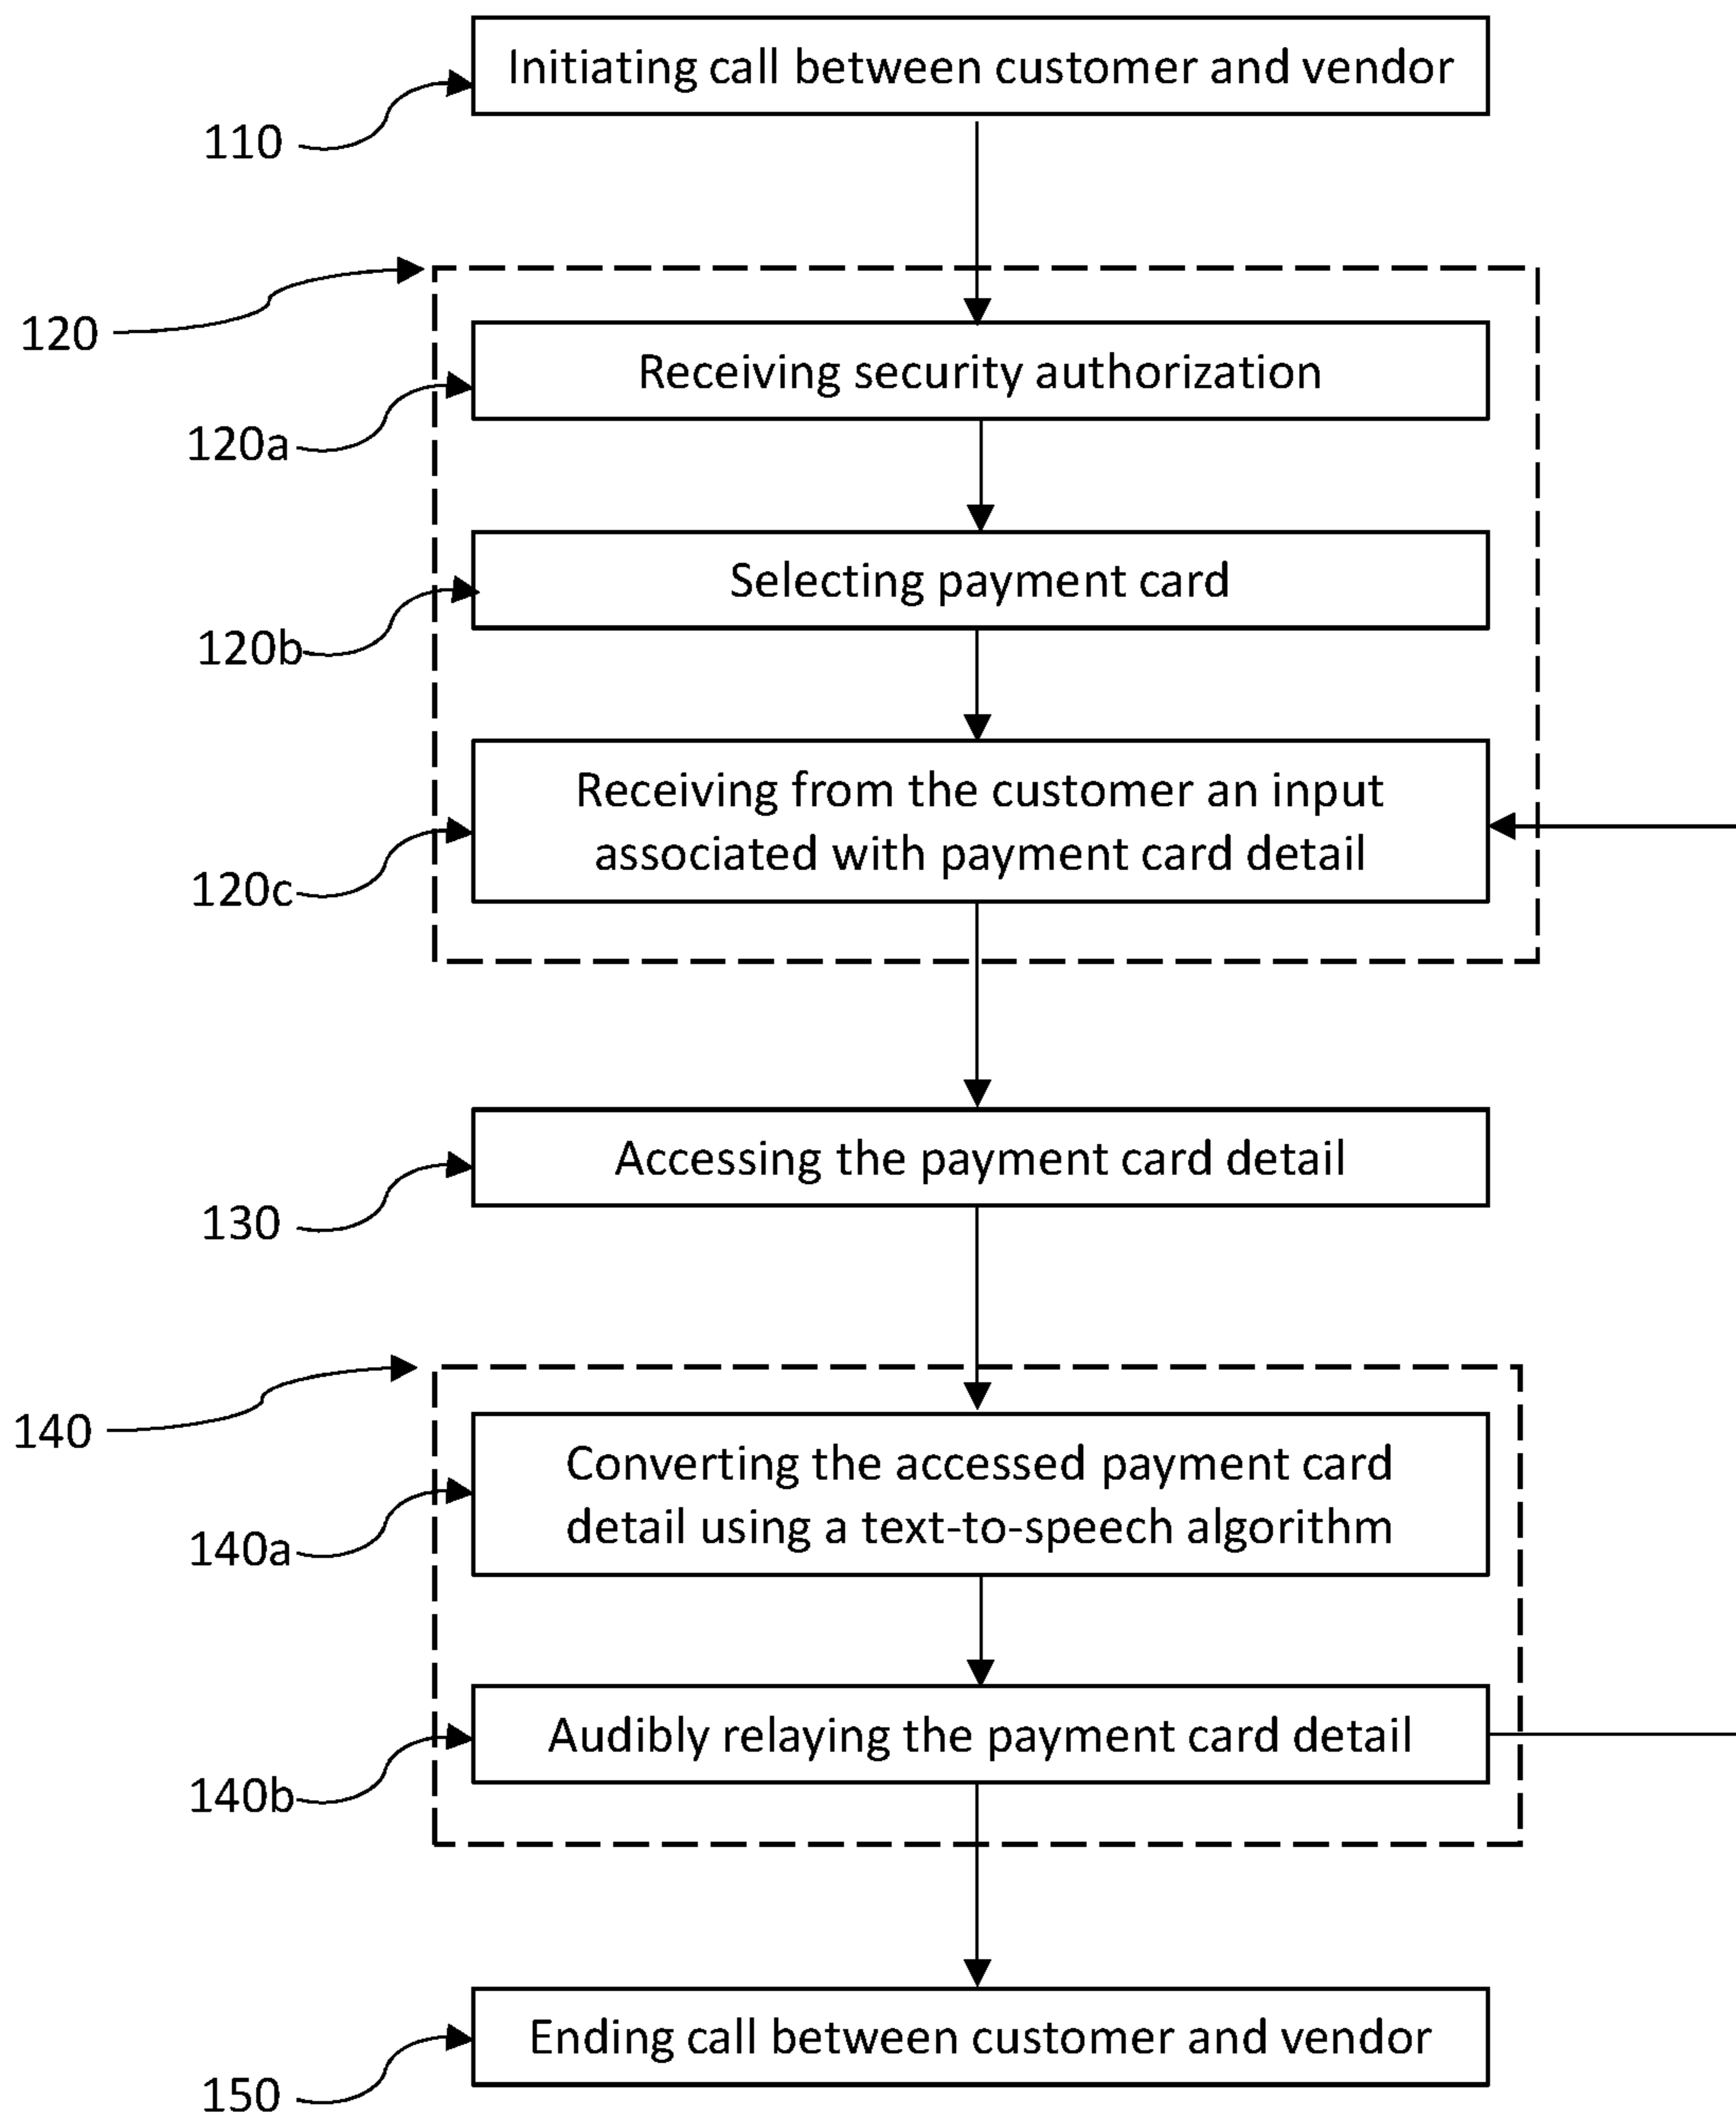 Initiating call between customer and vendor
110
120
Receiving security authorization
120a
Selecting payment card
120b
Receiving from the customer an input
associated with payment card detail
120c
Accessing the payment card detail
130
140
Converting the accessed payment card
detail using a text-to-speech algorithm
140a
Audibly relaying the payment card detail
140b
Ending call between customer and vendor
150